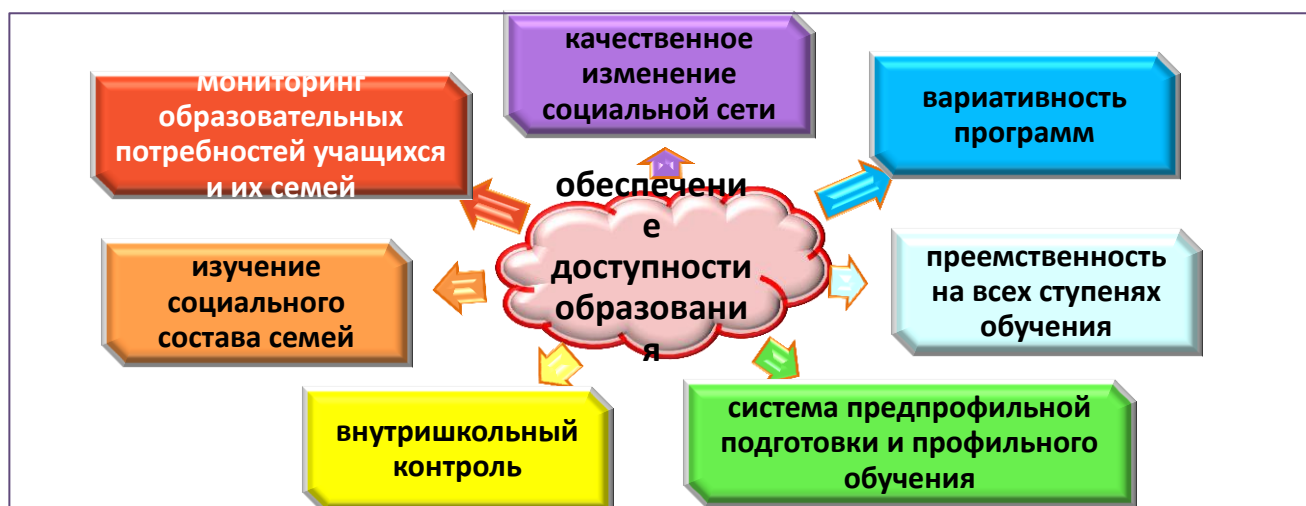 качественное
изменение
социальной сети
мониторинг
образовательных
потребностей учащихся
и их семей
вариативность
программ
обеспечени
е
доступности
образовани
я
изучение
социального
состава семей
преемственность
на всех ступенях
обучения
внутришкольный
контроль
система предпрофильной
подготовки и профильного
обучения